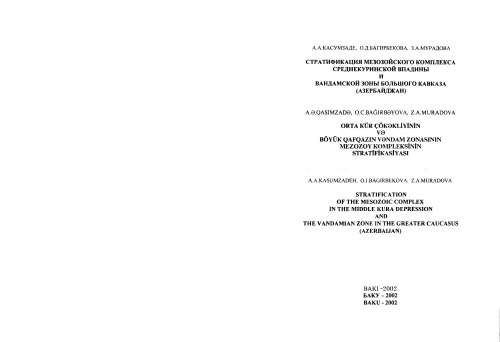 А.А.КАСУМЗАДЕ, О.Д.БАГИРБЕКОВА, З.А.МУРАДОВА
СТРАТИФИКАЦИЯ МЕЗОЗОЙСКОГО КОМПЛЕКСА
СРЕДНЕКУРИНСКОЙ ВПАДИНЫ
И
ВАНДАМСКОЙ ЗОНЫ БОЛЬШОГО КАВКАЗА
(АЗЕРБАЙДЖАН)
A.Ə.QASIMZADƏ, O.C.BAĞIRBƏYOVA, Z.A.MURADOVA
ORTA KÜR ÇÖKƏKLİYİNİN
VƏ
BÖYÜK QAFQAZIN VƏNDAM ZONASININ
MEZOZOY KOMPLEKSİNİN
STRATİFİKASİYASI
A.A.KASUMZADEH, O.J.BAGIRBEKOVA, Z.A.MURADOVA
STRATIFICATION
OF THE MESOZOIC COMPLEX
IN THE MIDDLE KURA DEPRESSION
AND
THE VANDAMIAN ZONE IN THE GREATER CAUCASUS
(AZERBAIJAN)
BAKI -2002
БАКУ – 2002
BAKU - 2002